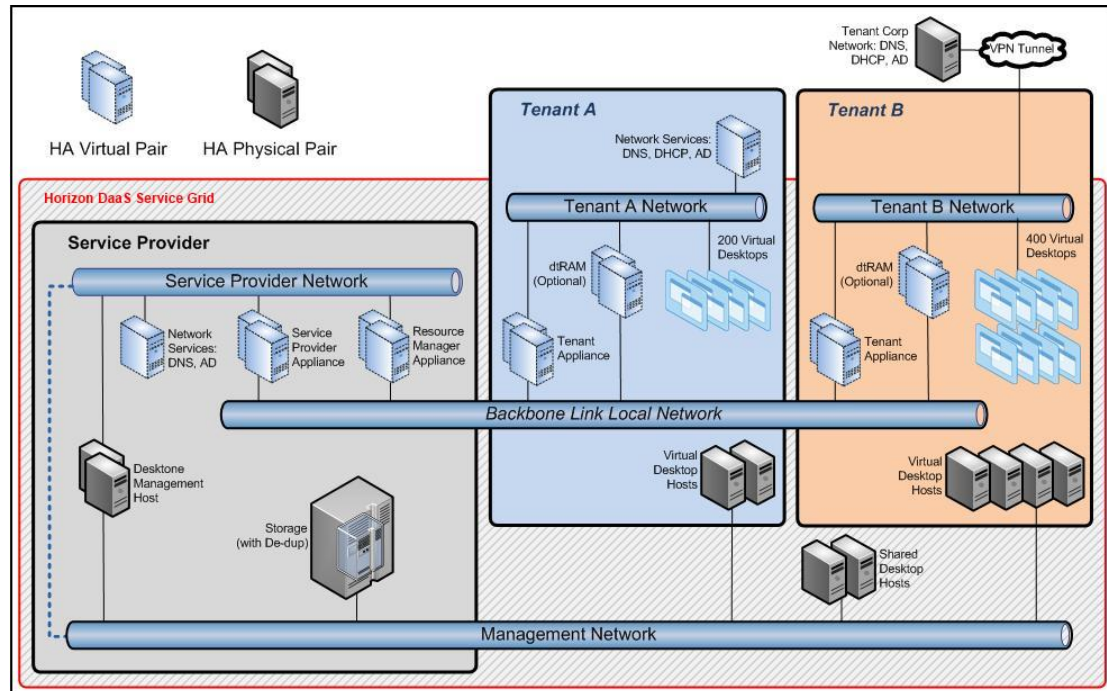 HA Virtual Pair
HA Physical Pair
Tenant Corp
Network: DNS,
DHCP, AD
VPN Tunnel
Tenant A
Network Services:
DNS, DHCP, AD
Tenant B
Horizon DaaS Service Grid
Tenant A Network
Tenant B Network
Service Provider
Service Provider Network
dtRAM
(Optional)
200 Virtual
Desktops
dtRAM
(Optional)
400 Virtual
Desktops
Network
Services:
DNS, AD
Service
Provider
Appliance
Resource
Manager
Appliance
Tenant
Appliance
Tenant
Appliance
Backbone Link Local Network
Desktone
Management
Host
Storage
(with De-dup)
Virtual
Desktop
Hosts
Virtual
Desktop
Hosts
Shared
Desktop
Hosts
Management Network